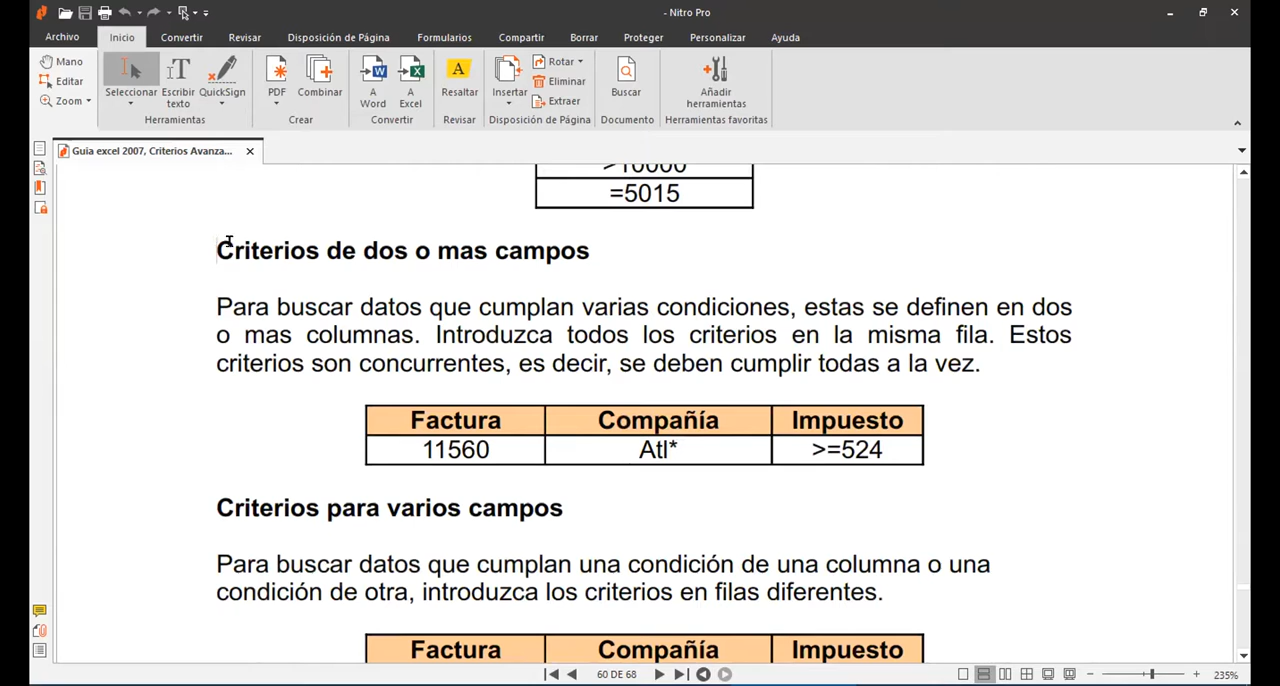 - Nitro Pro
Archivo Inicio Convertir Revisar Disposición de Página Formularios Compartir Borrar Proteger Personalizar Ayuda
Mano
Editar
Zoom
Seleccionar
Escribir texto
QuickSign
Herramientas
PDF
Combinar
Crear
A Word
A Excel
Convertir
Resaltar
Revisar
Insertar
Rotar
Eliminar
Extraer
Disposición de Página
Buscar
Documento
Añadir herramientas
Herramientas favoritas
Guia excel 2007, Criterios Avanza...
>10000
=5015
Criterios de dos o mas campos
Para buscar datos que cumplan varias condiciones, estas se definen en dos
o mas columnas. Introduzca todos los criterios en la misma fila. Estos
criterios son concurrentes, es decir, se deben cumplir todas a la vez.
Factura Compañía Impuesto
11560 Atl* >=524
Criterios para varios campos
Para buscar datos que cumplan una condición de una columna o una
condición de otra, introduzca los criterios en filas diferentes.
Factura Compañía Impuesto
60 DE 68
235%